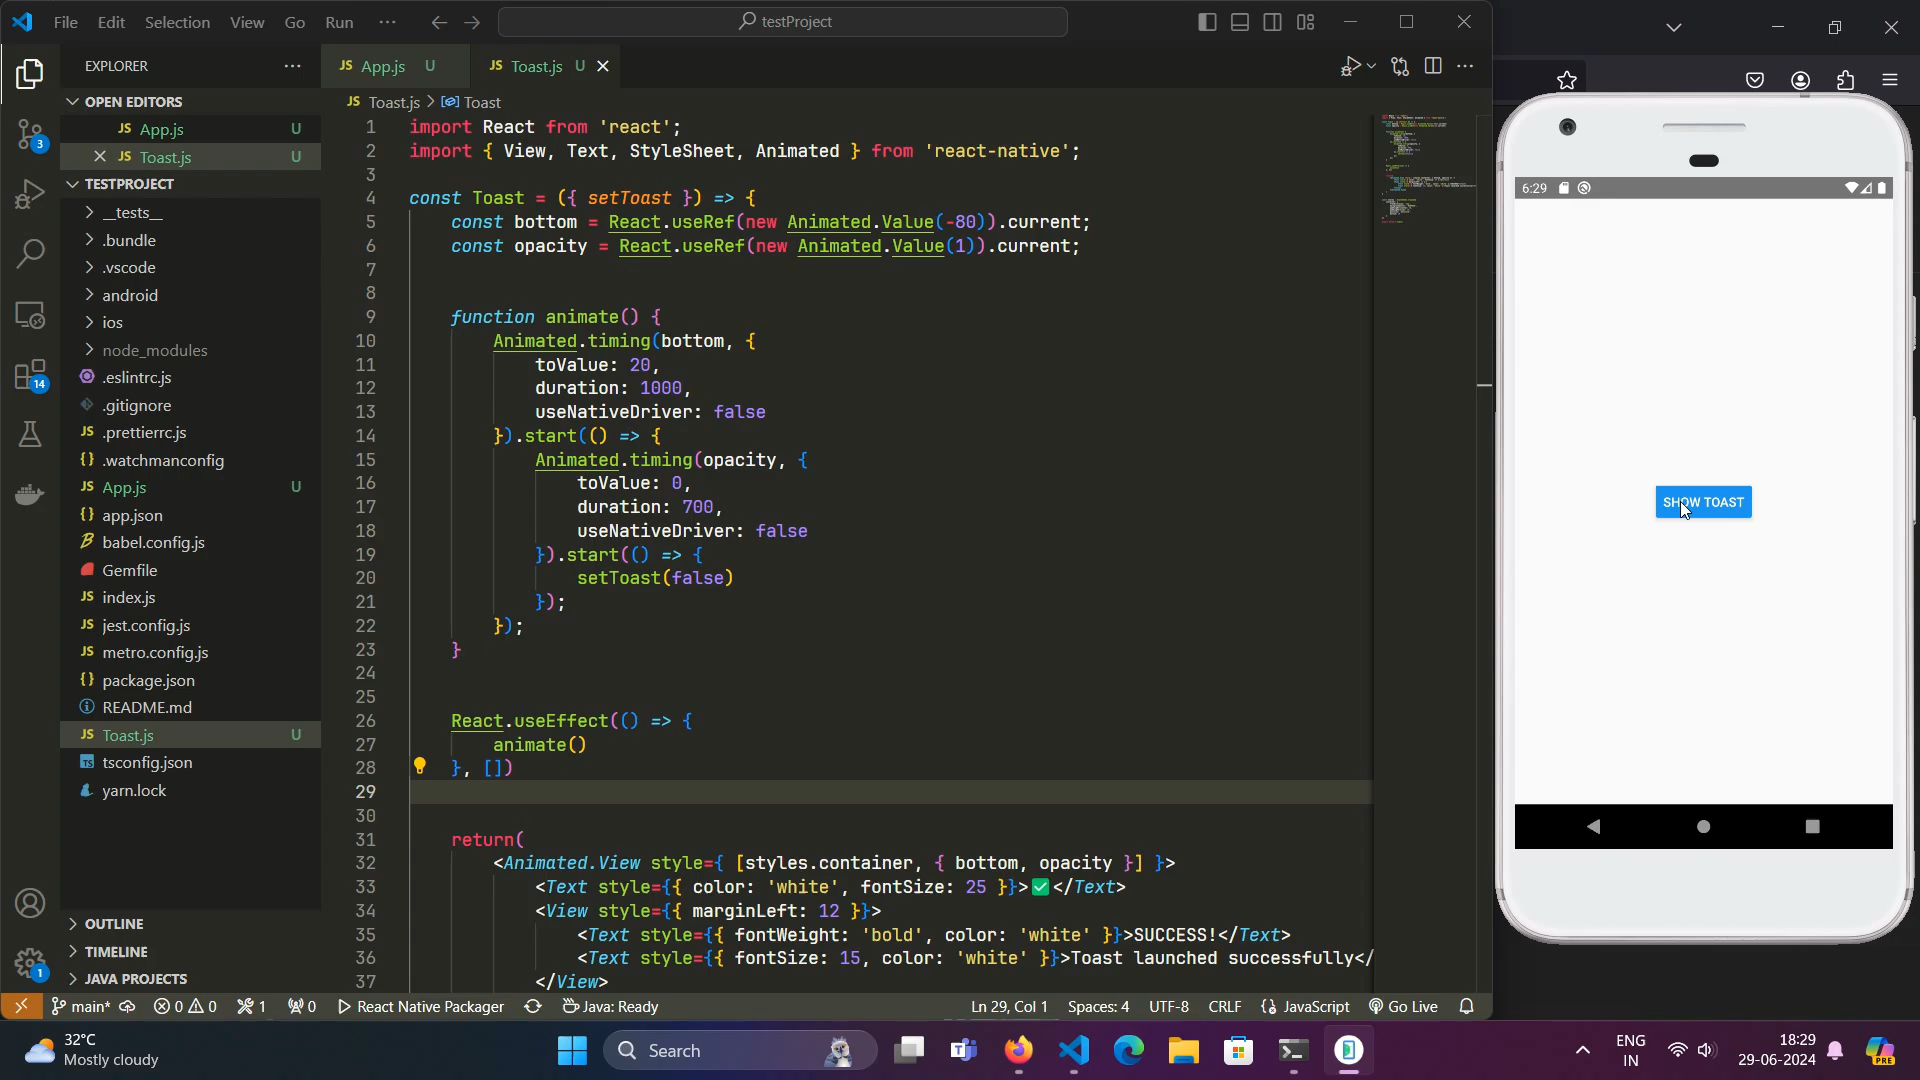 File Edit Selection View Go Run ··· testProject
EXPLORER
OPEN EDITORS
JS App.js U
JS Toast.js U
TESTPROJECT
__tests__
.bundle
.vscode
android
ios
node_modules
.eslintrc.js
.gitignore
JS .prettierrc.js
{} .watchmanconfig
JS App.js U
{} app.json
babel.config.js
Gemfile
JS index.js
JS jest.config.js
JS metro.config.js
{} package.json
README.md
JS Toast.js U
TS tsconfig.json
yarn.lock
OUTLINE
TIMELINE
JAVA PROJECTS
3
14
1
JS App.js U JS Toast.js U
JS Toast.js > Toast
1 import React from 'react';
2 import { View, Text, StyleSheet, Animated } from 'react-native';
3
4 const Toast = ({ setToast }) => {
5 const bottom = React.useRef(new Animated.Value(-80)).current;
6 const opacity = React.useRef(new Animated.Value(1)).current;
7
8
9 function animate() {
10 Animated.timing(bottom, {
11 toValue: 20,
12 duration: 1000,
13 useNativeDriver: false
14 }).start(() => {
15 Animated.timing(opacity, {
16 toValue: 0,
17 duration: 700,
18 useNativeDriver: false
19 }).start(() => {
20 setToast(false)
21 });
22 });
23 }
24
25
26 React.useEffect(() => {
27 animate()
28 }, [])
29
30
31 return(
32 <Animated.View style={ [styles.container, { bottom, opacity }] }>
33 <Text style={{ color: 'white', fontSize: 25 }}>✅</Text>
34 <View style={{ marginLeft: 12 }}>
35 <Text style={{ fontWeight: 'bold', color: 'white' }}>SUCCESS!</Text>
36 <Text style={{ fontSize: 15, color: 'white' }}>Toast launched successfully</
37 </View>
main* 0 0 1 0 React Native Packager Java: Ready Ln 29, Col 1 Spaces: 4 UTF-8 CRLF {} JavaScript Go Live
6:29
SHOW TOAST
32°C
Mostly cloudy
Search
ENG
IN
18:29
29-06-2024
PRE